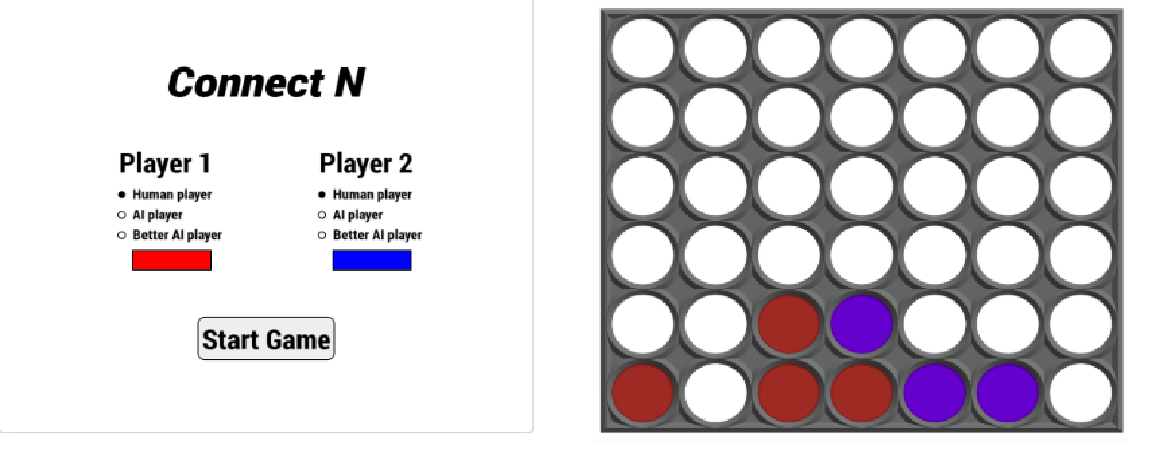 Connect N
Player 1
Human player
AI player
Better AI player
Player 2
Human player
AI player
Better AI player
Start Game